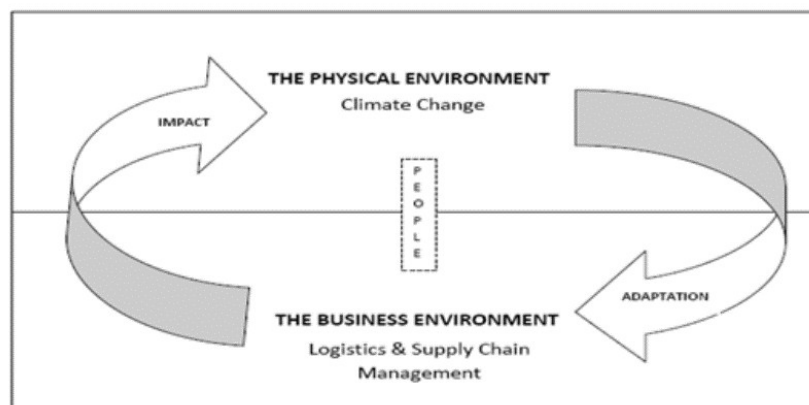 THE PHYSICAL ENVIRONMENT
Climate Change
IMPACT
P
E
O
P
L
E
ADAPTATION
THE BUSINESS ENVIRONMENT
Logistics & Supply Chain
Management